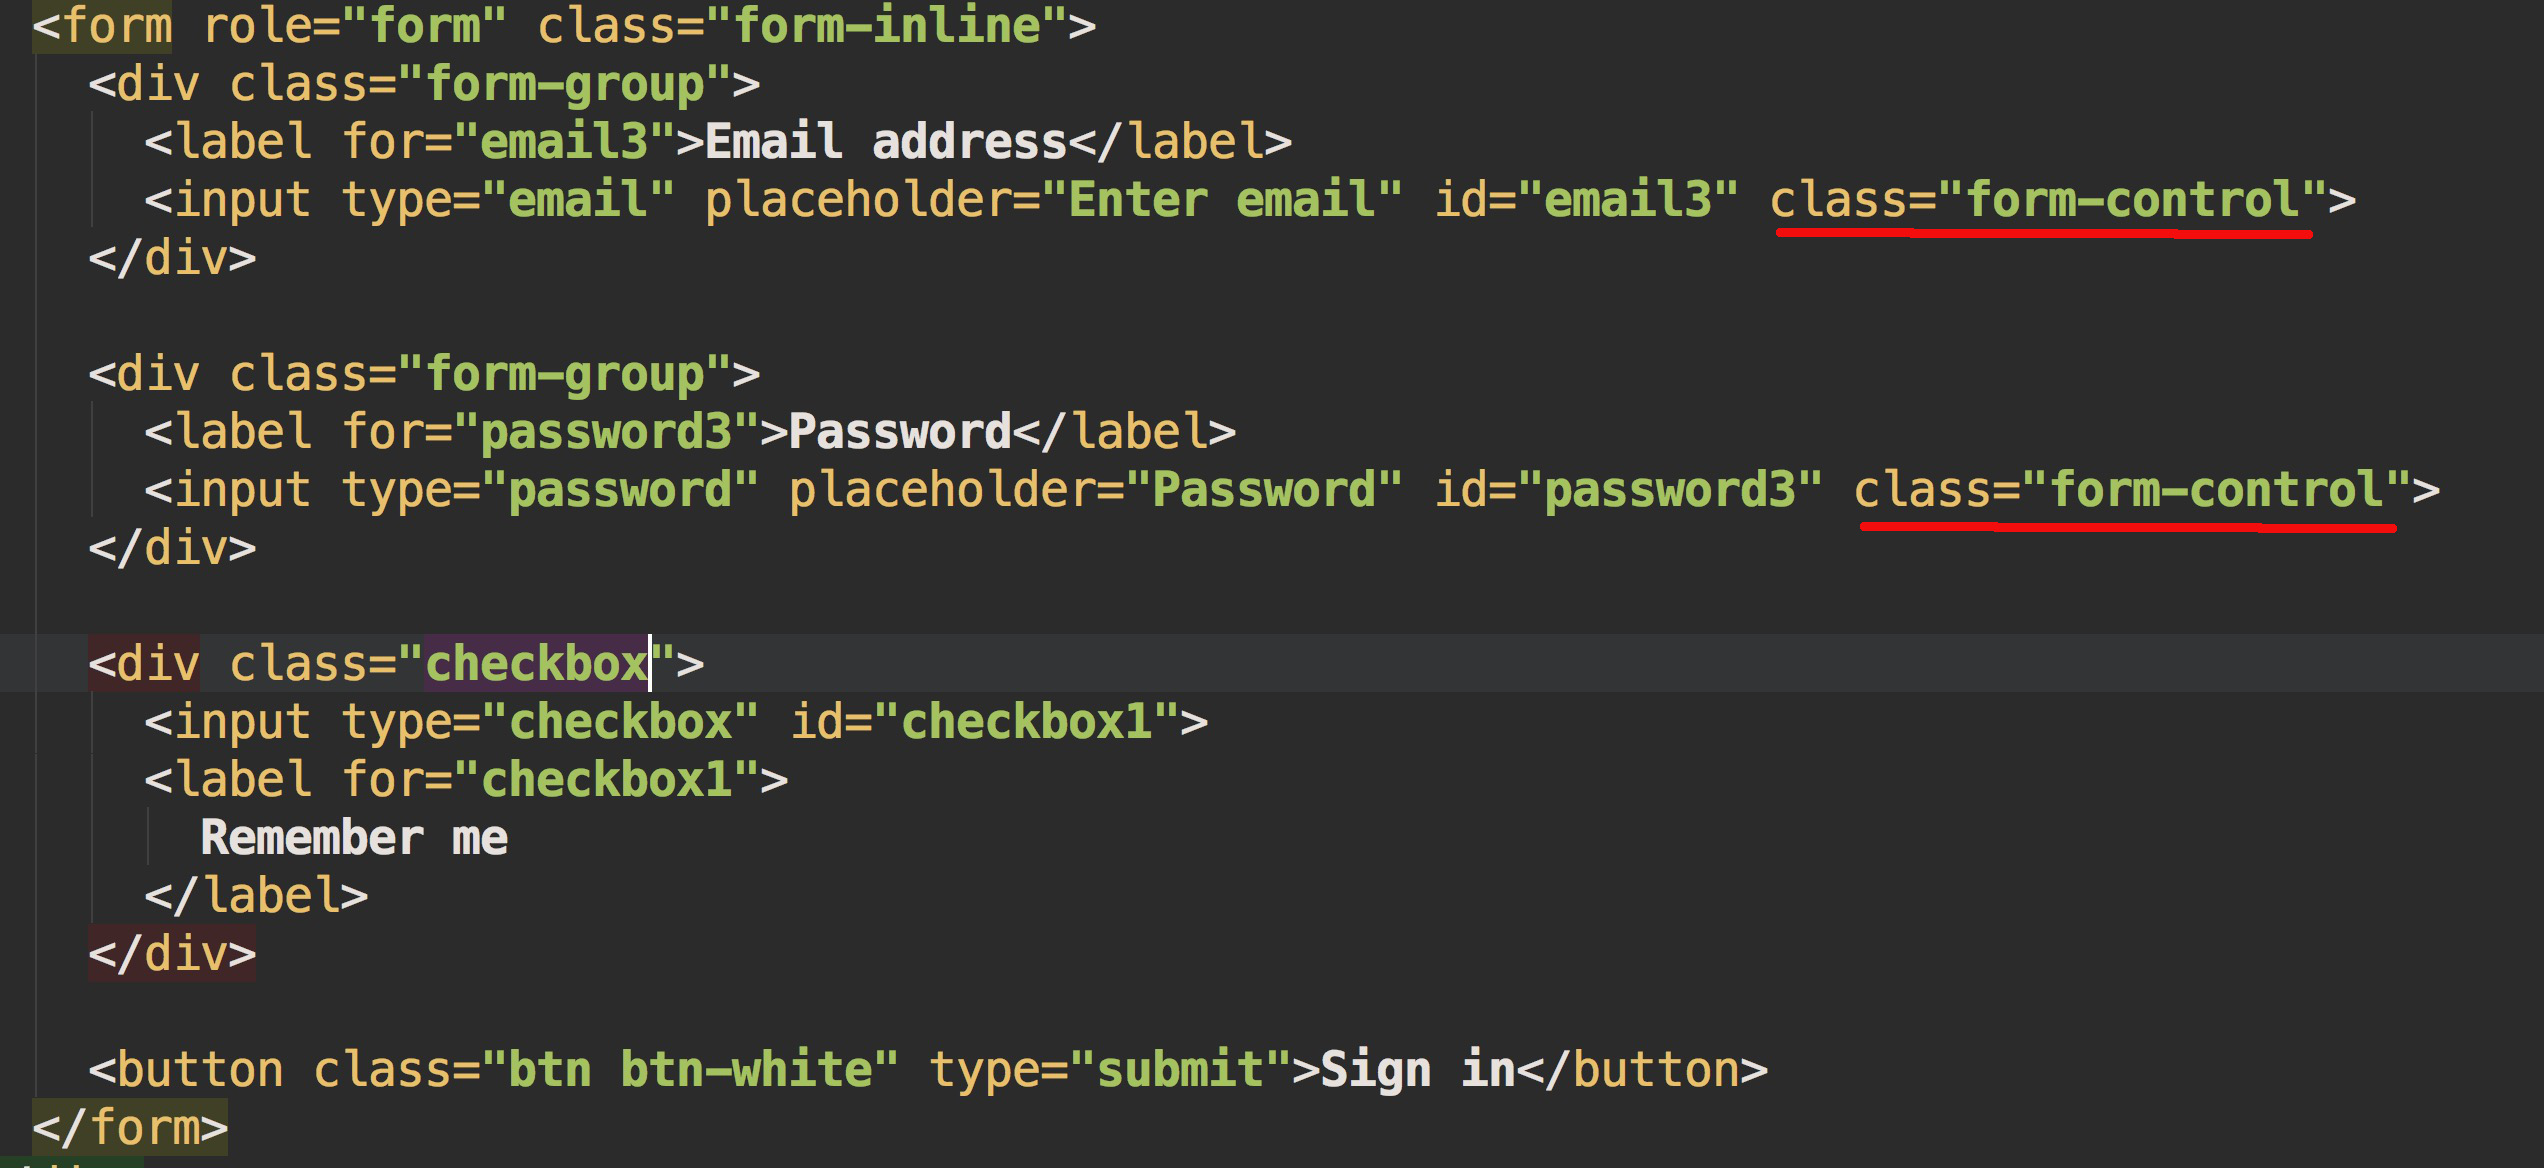 <form role="form" class="form-inline">
<div class="form-group">
<label for="email3">Email address</label>
<input type="email" placeholder="Enter email" id="email3" class="form-control">
</div>
<div class="form-group">
<label for="password3">Password</label>
<input type="password" placeholder="Password" id="password3" class="form-control">
</div>
<div class="checkbox">
<input type="checkbox" id="checkbox1">
<label for="checkbox1">
Remember me
</label>
</div>
<button class="btn btn-white" type="submit">Sign in</button>
</form>